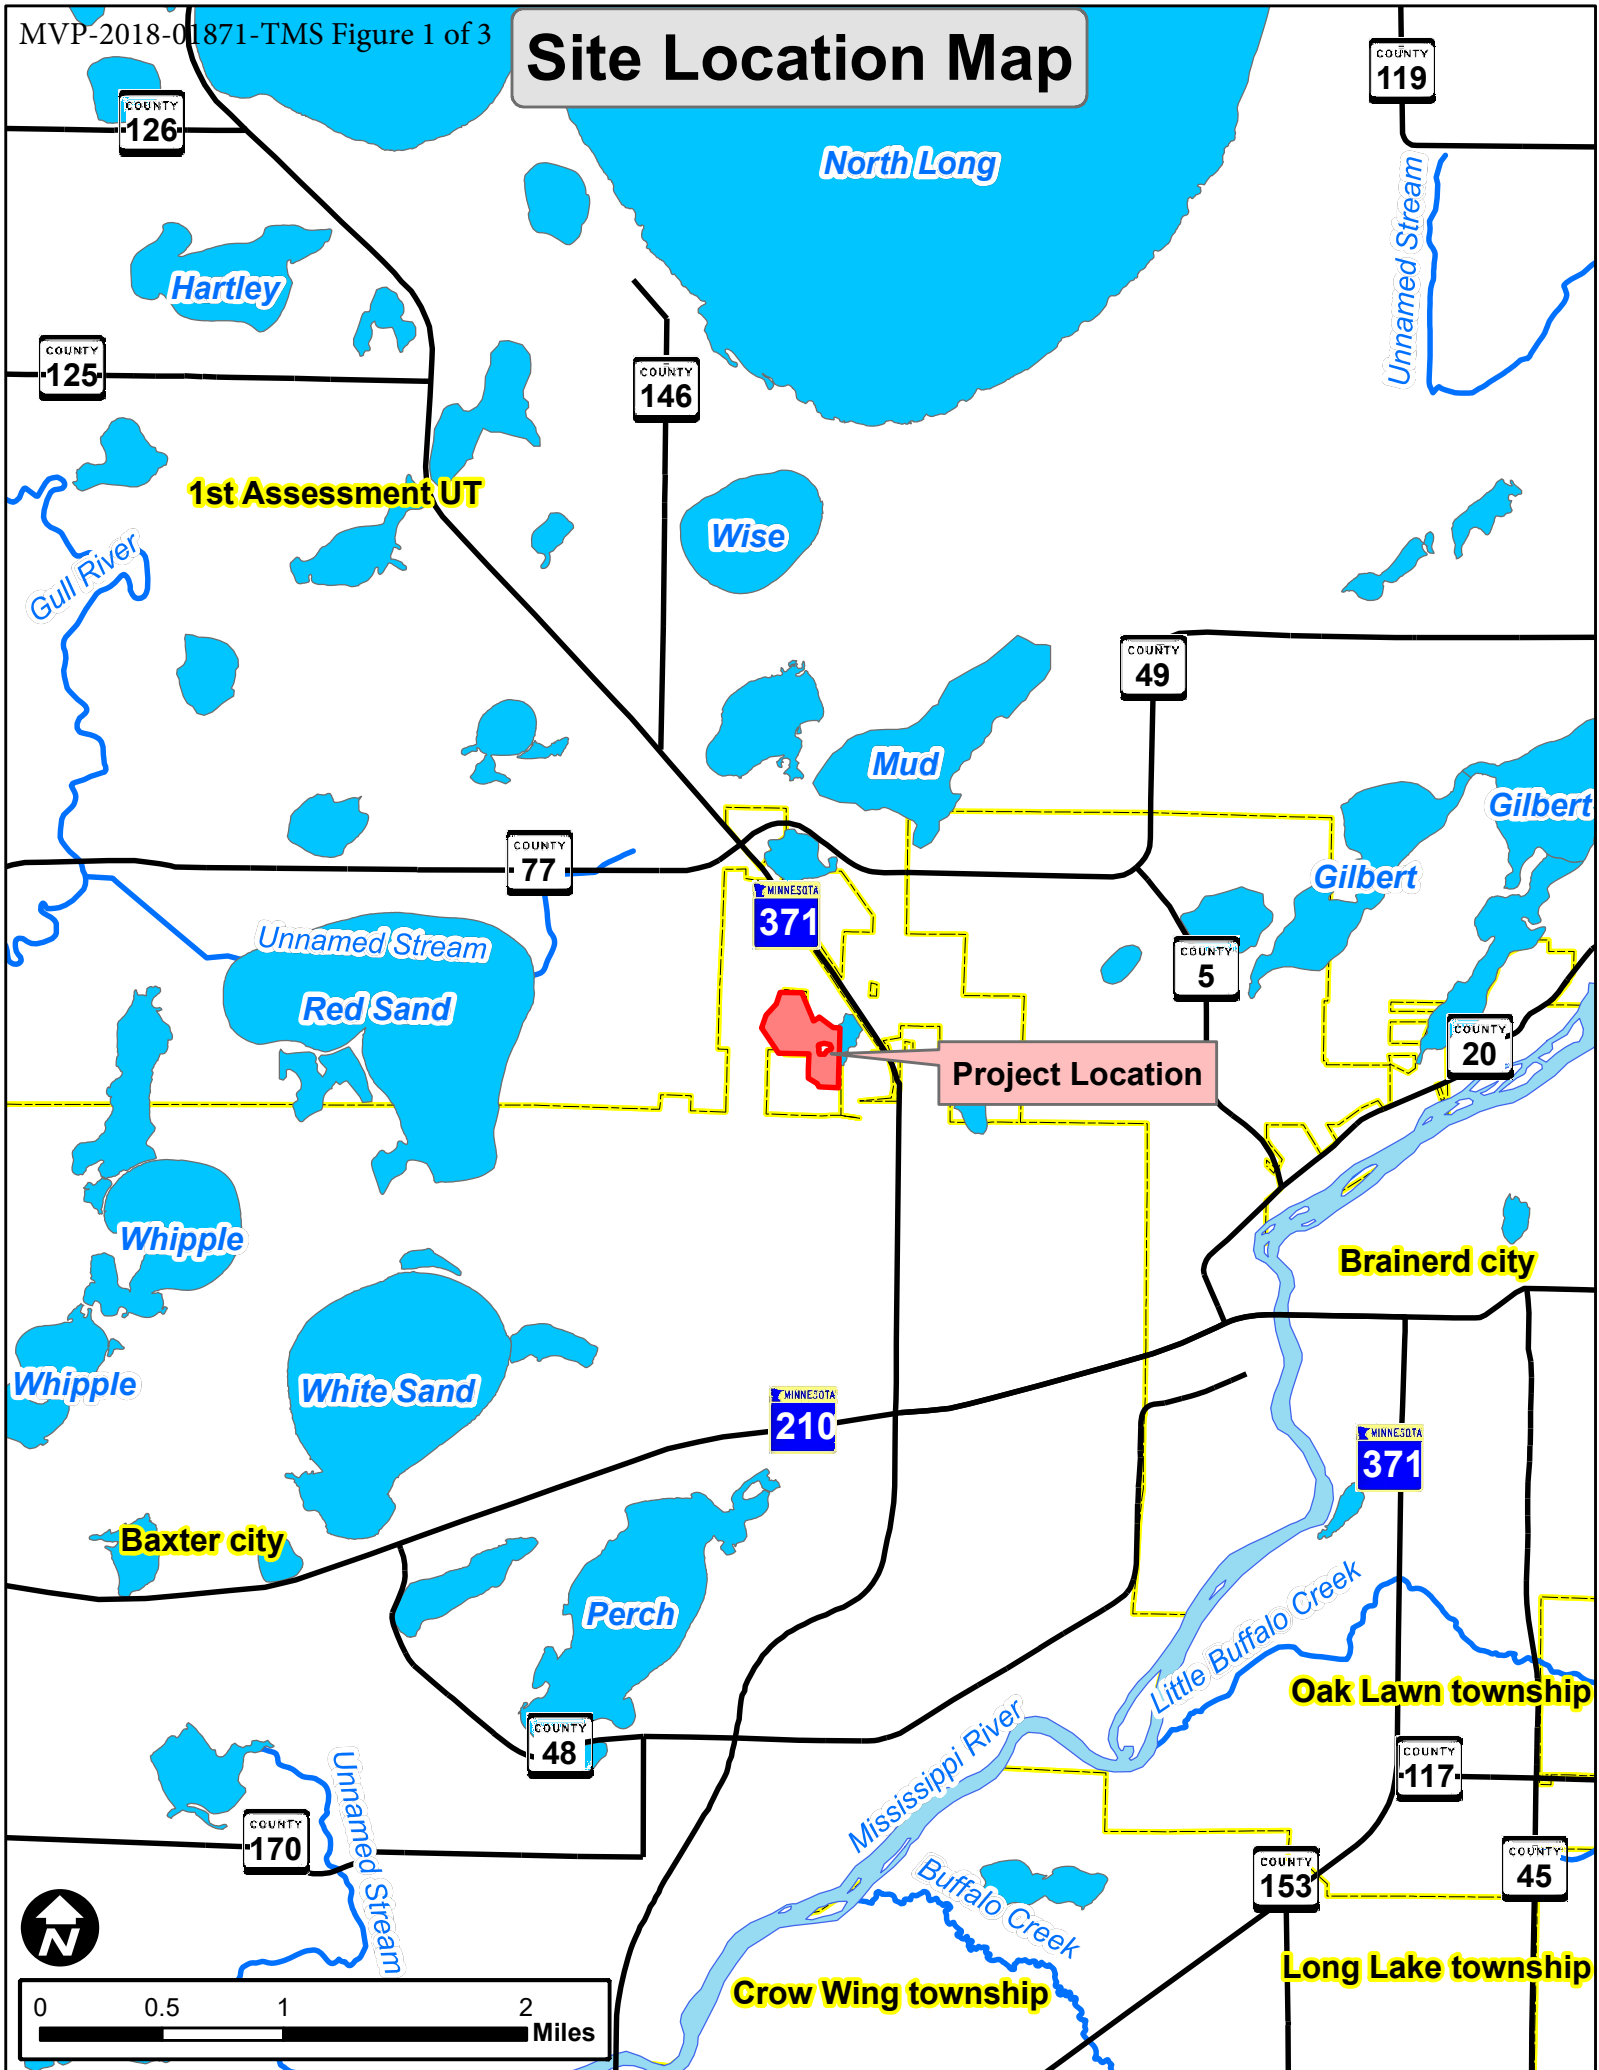 MVP-2018-01871-TMS Figure 1 of 3
Site Location Map
COUNTY
119
COUNTY
126
North Long
Unnamed Stream
Hartley
COUNTY
125
COUNTY
146
1st Assessment UT
Wise
Gull River
COUNTY
49
Mud
Gilbert
COUNTY
77
Gilbert
MINNESOTA
371
Unnamed Stream
COUNTY
5
Red Sand
COUNTY
20
Project Location
Whipple
Brainerd city
Whipple
White Sand
MINNESOTA
210
MINNESOTA
371
Baxter city
Perch
Little Buffalo Creek
Oak Lawn township
COUNTY
48
Mississippi River
COUNTY
117
Unnamed Stream
COUNTY
170
COUNTY
153
COUNTY
45
Buffalo Creek
N
Long Lake township
Crow Wing township
0 0.5 1 2
Miles